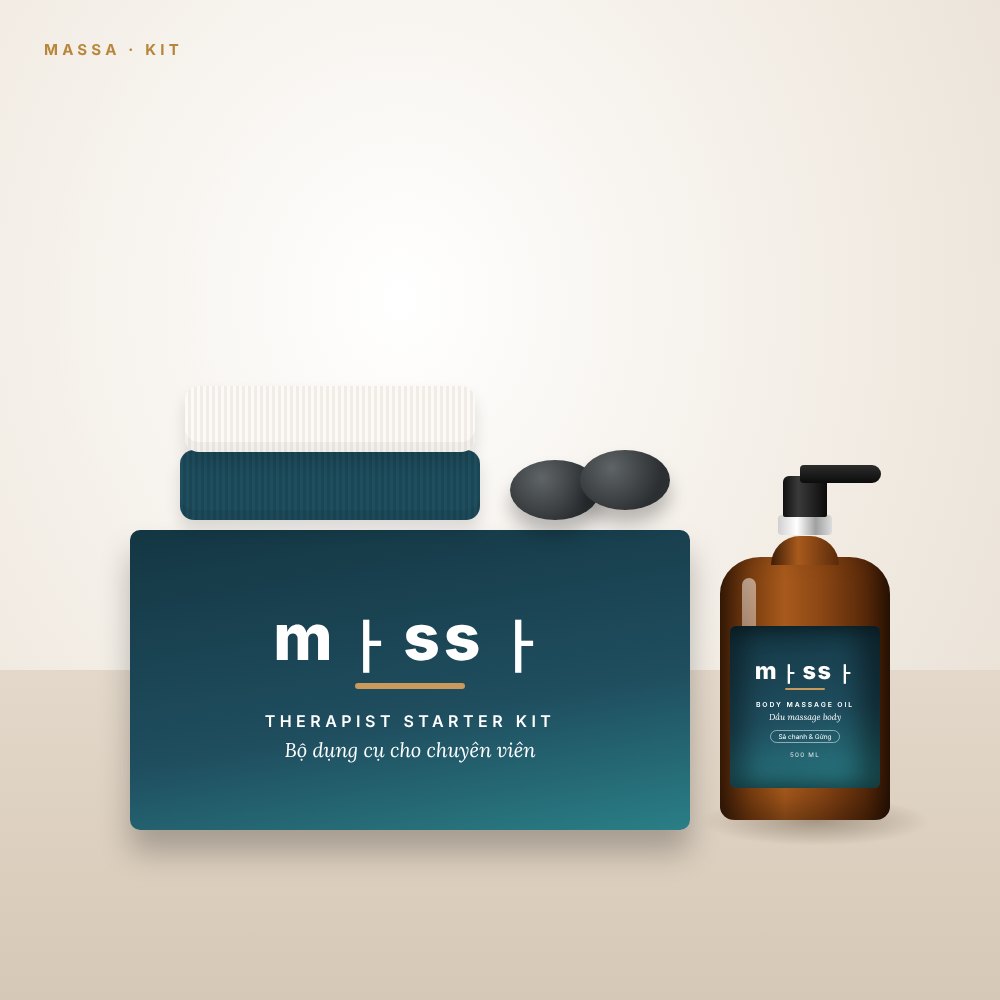 MASSA · KIT
m├ss├
THERAPIST STARTER KIT
Bộ dụng cụ cho chuyên viên
m├ss├
BODY MASSAGE OIL
Dầu massage body
Sả chanh & Gừng
500 ML